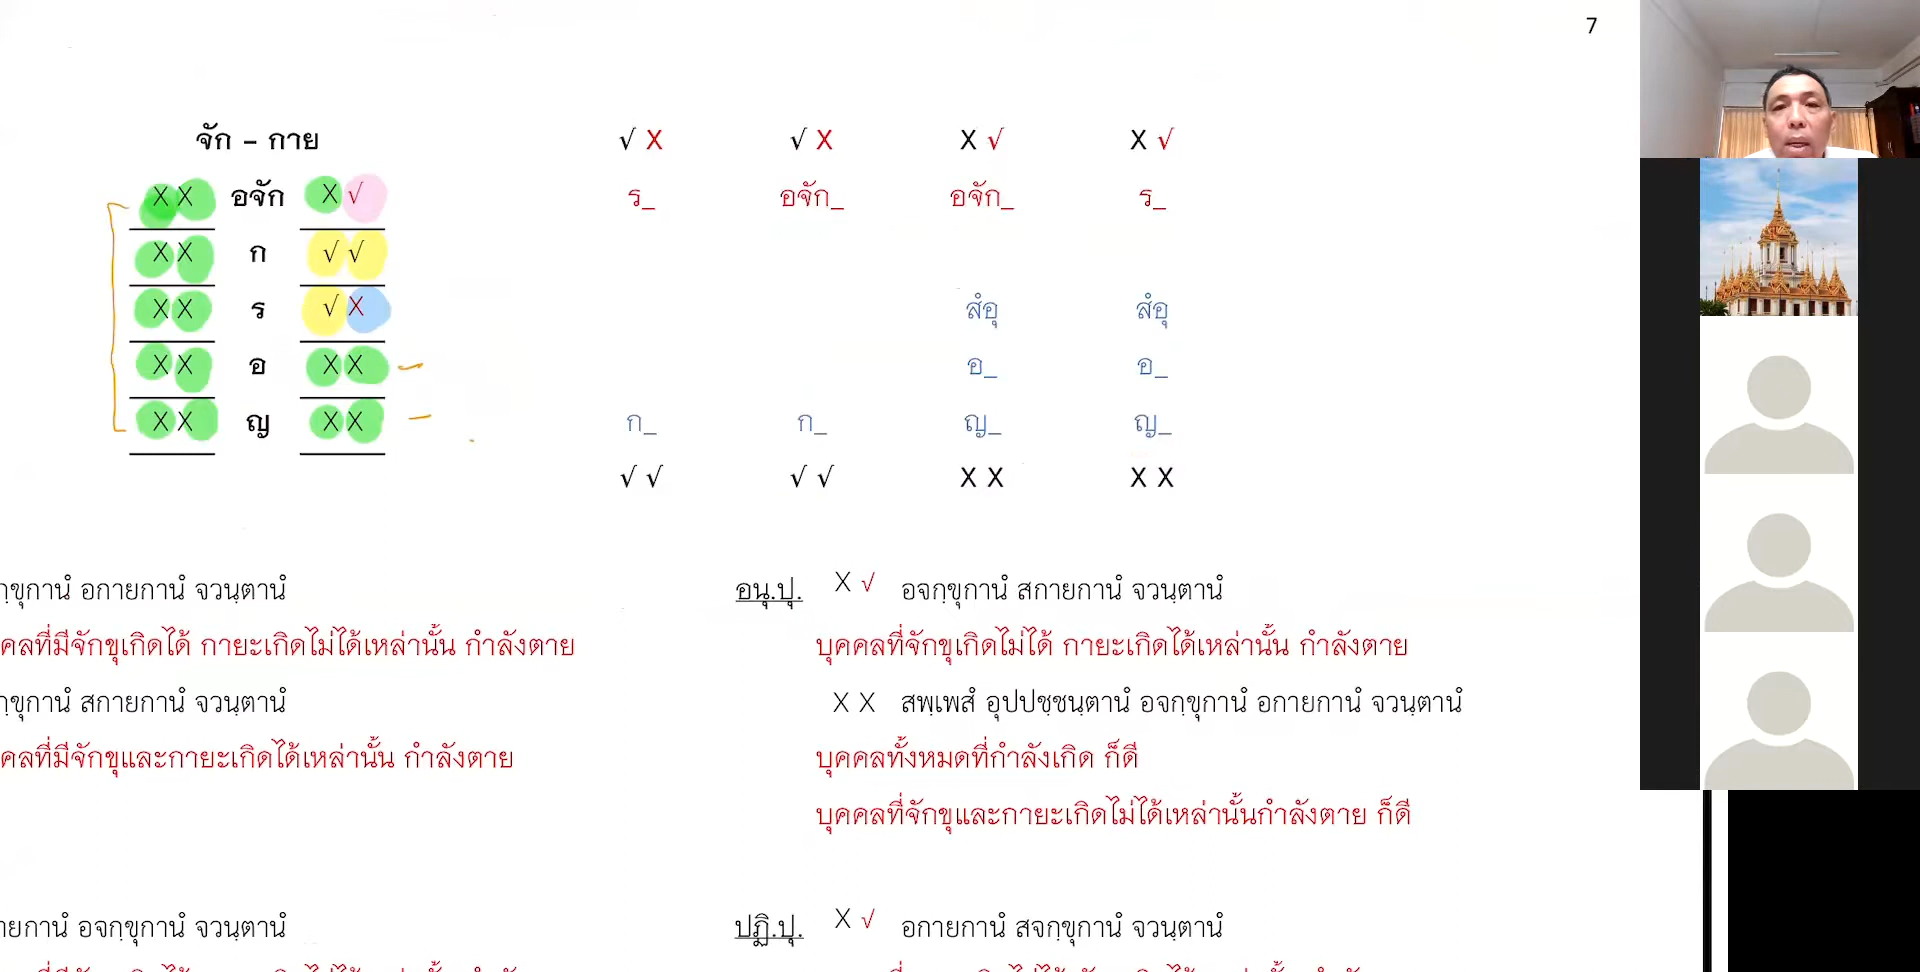 7
จัก – กาย √ X √ X X √ X √
X X อจัก X √ ร_ อจัก_ อจัก_ ร_
X X ก √ √
X X ร √ X สํอุ สํอุ
X X อ X X อ_ อ_
X X ญ X X ก_ ก_ ญ_ ญ_
√ √ √ √ X X X X
กฺขุกานํ อกายกานํ จวนฺตานํ
คลที่มีจักขุเกิดได้ กายะเกิดไม่ได้เหล่านั้น กำลังตาย
กฺขุกานํ สกายกานํ จวนฺตานํ
คลที่มีจักขุและกายะเกิดได้เหล่านั้น กำลังตาย
อนุ.ปุ. X √ อจกฺขุกานํ สกายกานํ จวนฺตานํ
บุคคลที่จักขุเกิดไม่ได้ กายะเกิดได้เหล่านั้น กำลังตาย
X X สพฺเพสํ อุปปชฺชนฺตานํ อจกฺขุกานํ อกายกานํ จวนฺตานํ
บุคคลทั้งหมดที่กำลังเกิด ก็ดี
บุคคลที่จักขุและกายะเกิดไม่ได้เหล่านั้นกำลังตาย ก็ดี
ายกานํ อจกฺขุกานํ จวนฺตานํ
ปฏิ.ปุ. X √ อกายกานํ สจกฺขุกานํ จวนฺตานํ